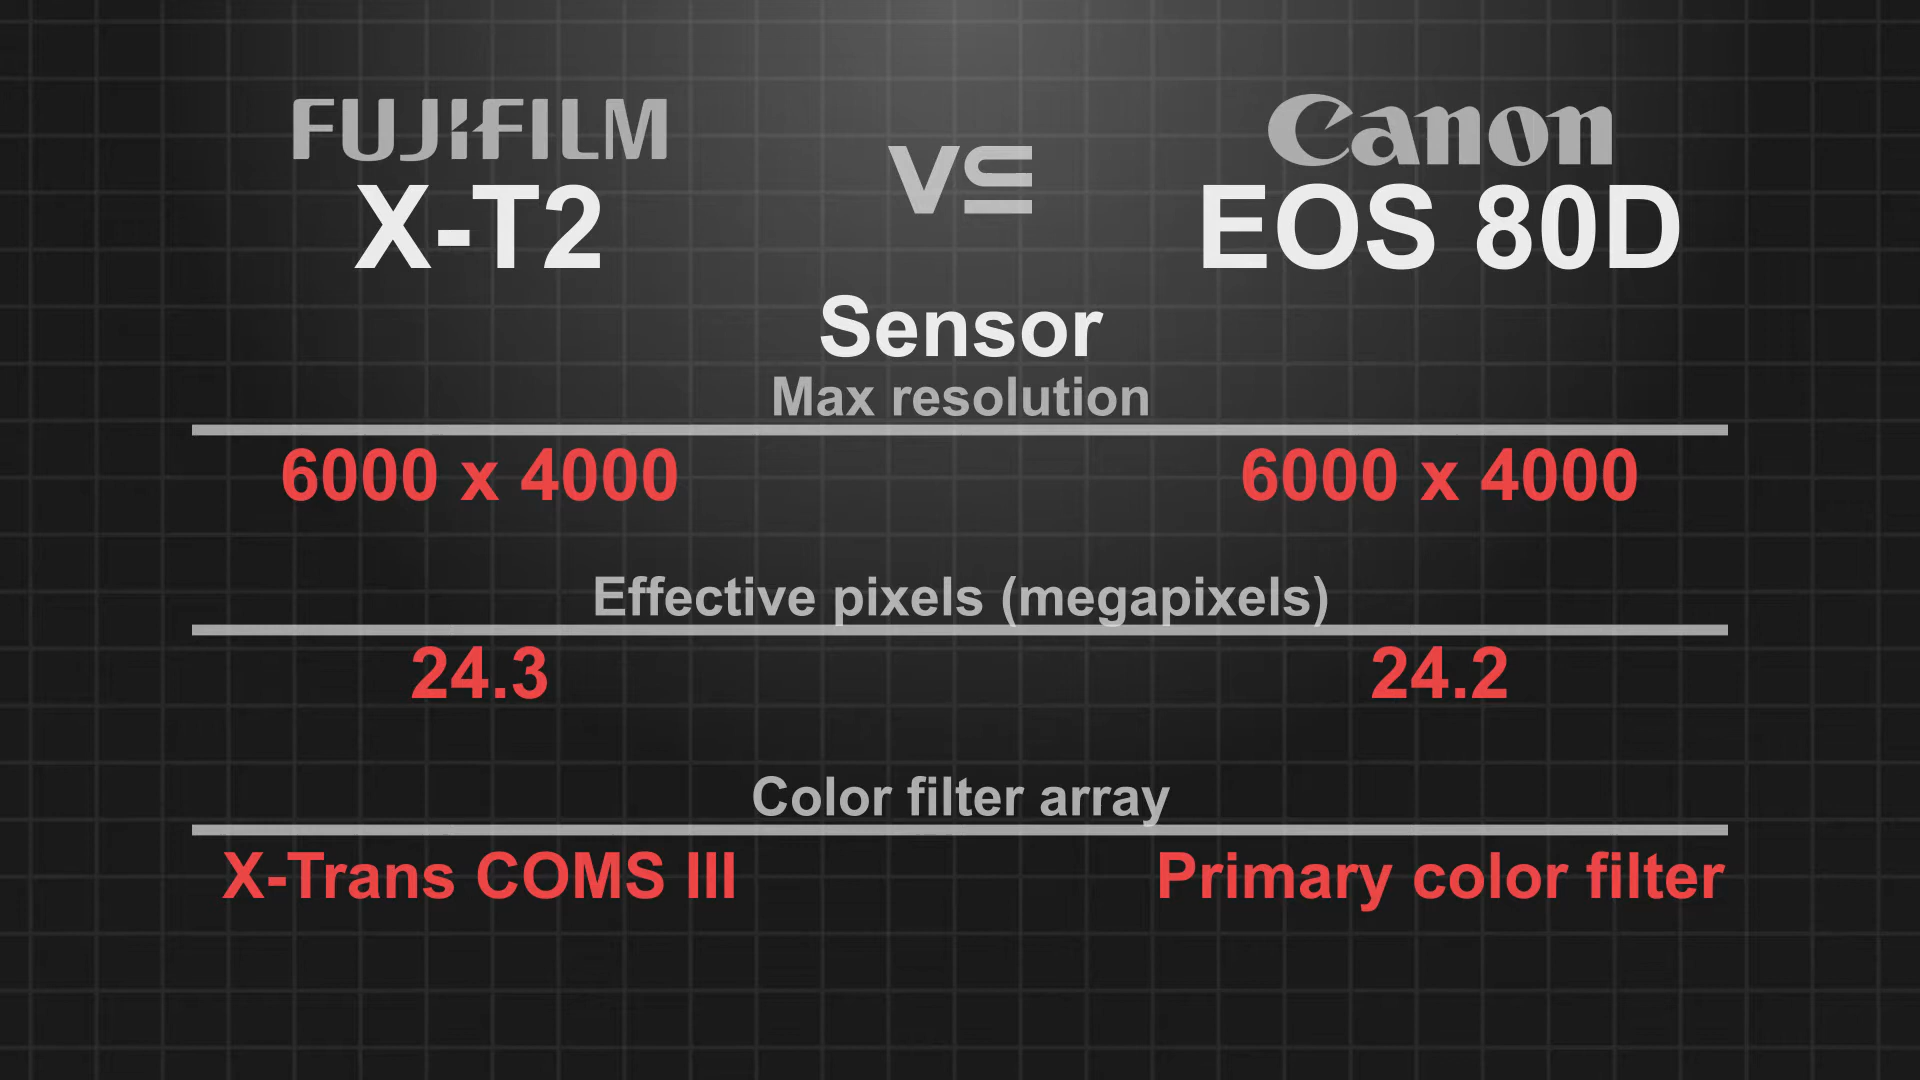 FUJIFILM VS Canon
X-T2 EOS 80D
Sensor
Max resolution
6000 x 4000 6000 x 4000
Effective pixels (megapixels)
24.3 24.2
Color filter array
X-Trans COMS III Primary color filter